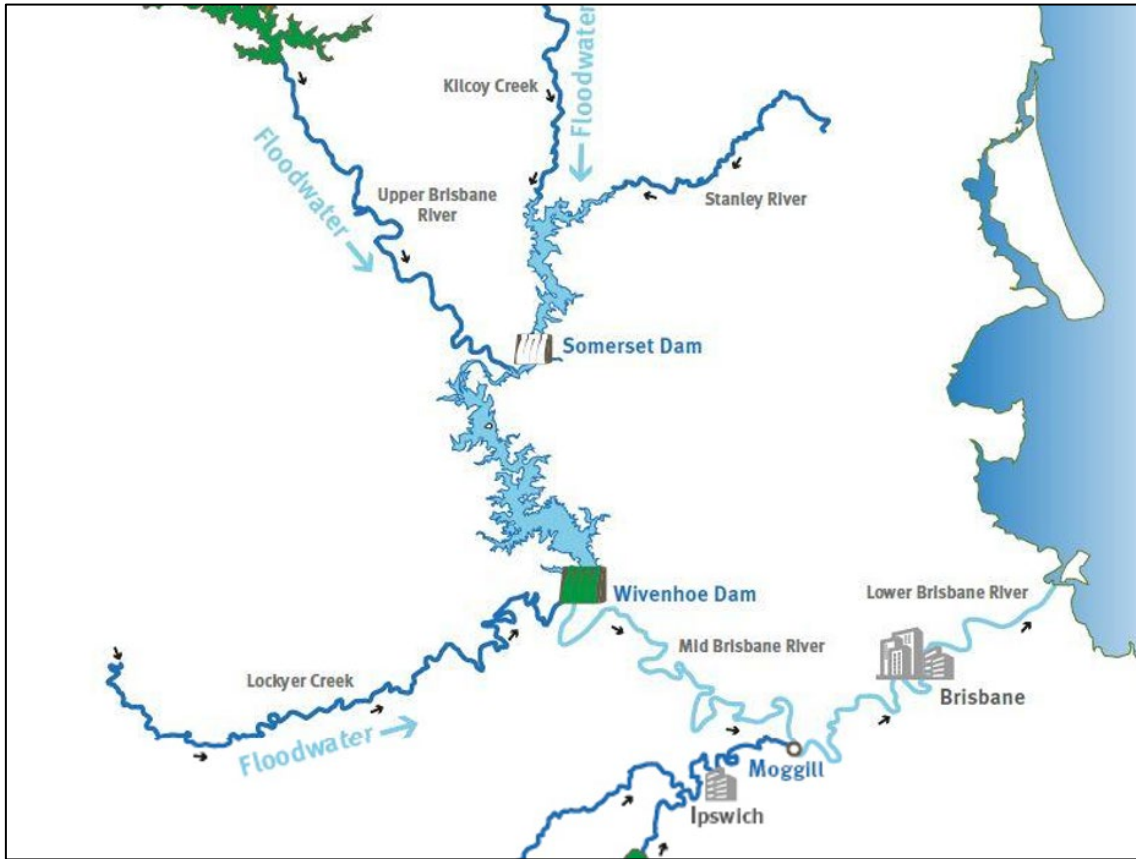 Kilcoy Creek
Floodwater
Floodwater
Upper Brisbane
River
Stanley River
Somerset Dam
Wivenhoe Dam
Lower Brisbane River
Mid Brisbane River
Lockyer Creek
Floodwater
Brisbane
Moggill
Ipswich